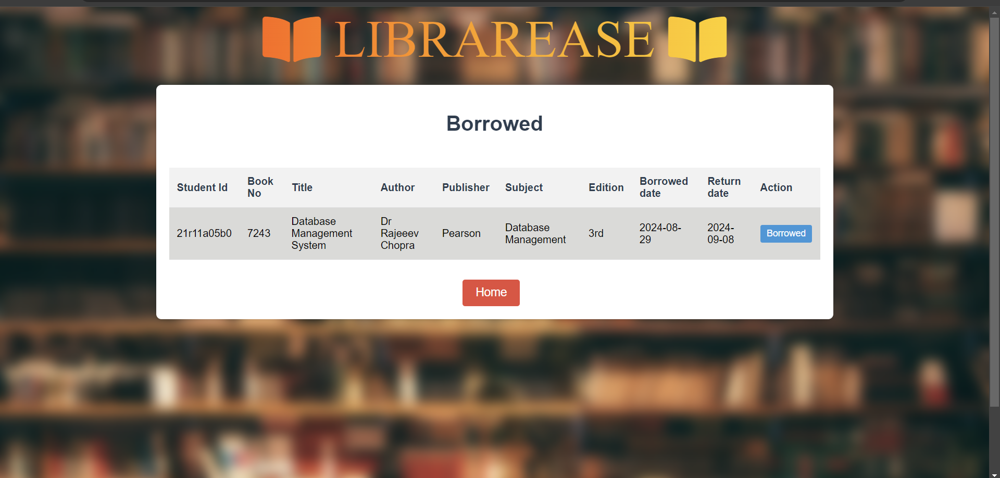 LIBRAREASE
Borrowed
Student Id Book No Title Author Publisher Subject Edition Borrowed date Return date Action
21r11a05b0 7243 Database Management System Dr Rajeeev Chopra Pearson Database Management 3rd 2024-08-29 2024-09-08 Borrowed
Home